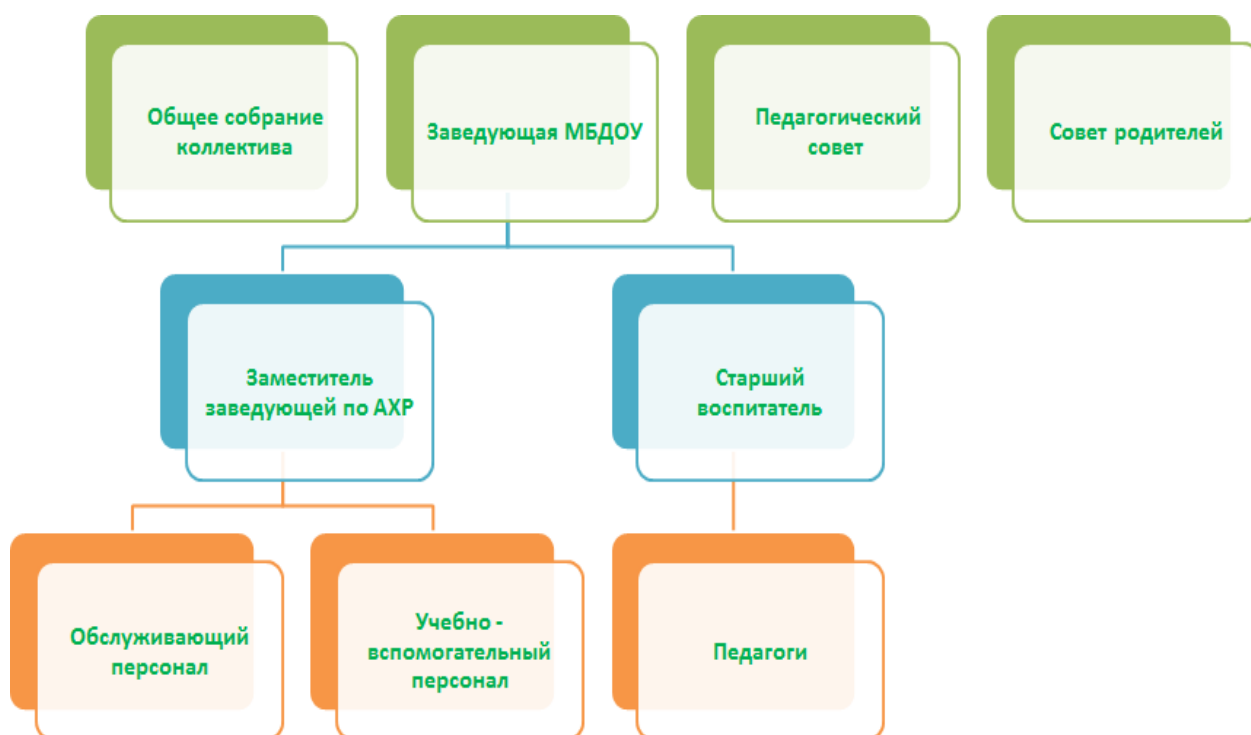 Общее собрание
коллектива
Заведующая МБДОУ
Педагогический
совет
Совет родителей
Заместитель
заведующей по АХР
Старший
воспитатель
Обслуживающий
персонал
Учебно -
вспомогательный
персонал
Педагоги